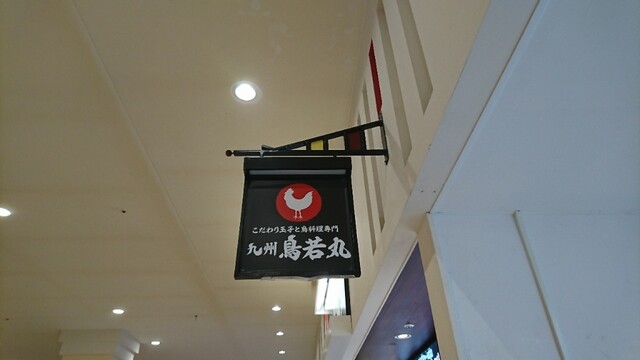 こだわり玉子と鳥料理専門
九州 鳥若丸